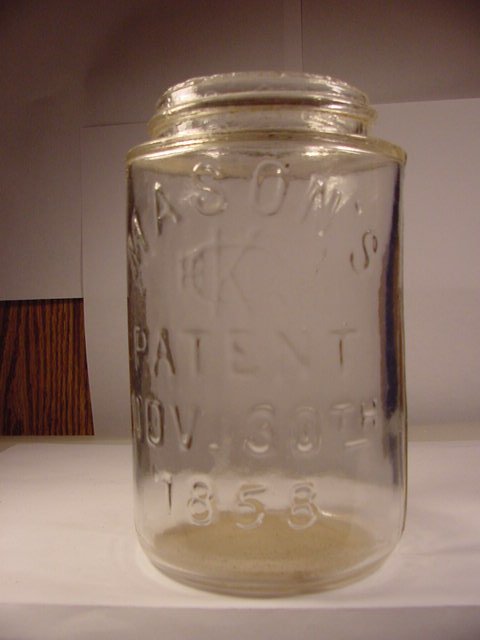 MASON'S
K
PATENT
NOV. 30TH
1858